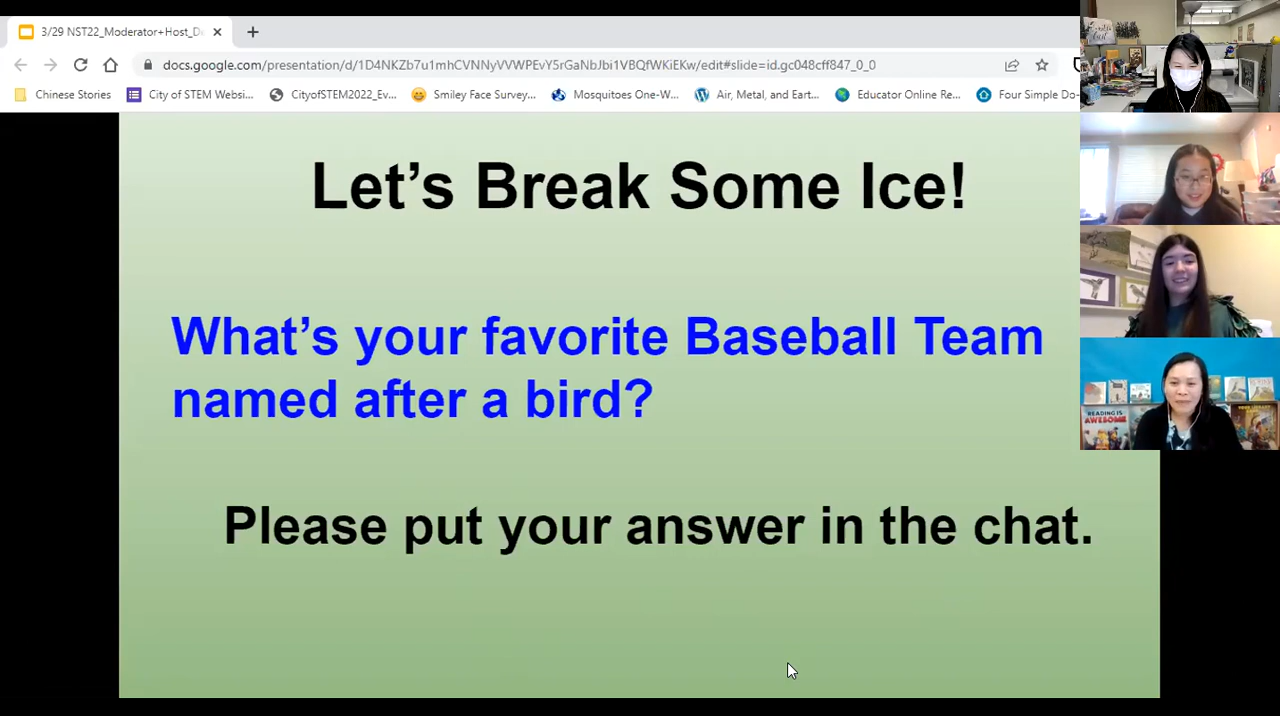 3/29 NST22_Moderator+Host_De
docs.google.com/presentation/d/1D4NKZb7u1mhCVNNyVVVPEvY5rGaNbJbi1VBQfWKiEKw/edit#slide=id.gc048cff847_0_0
Chinese Stories City of STEM Websi... CityofSTEM2022_Ev... Smiley Face Survey... Mosquitoes One-W... Air, Metal, and Eart... Educator Online Re... Four Simple Do-
Let's Break Some Ice!
What's your favorite Baseball Team
named after a bird?
Please put your answer in the chat.
READING IS
AWESOME